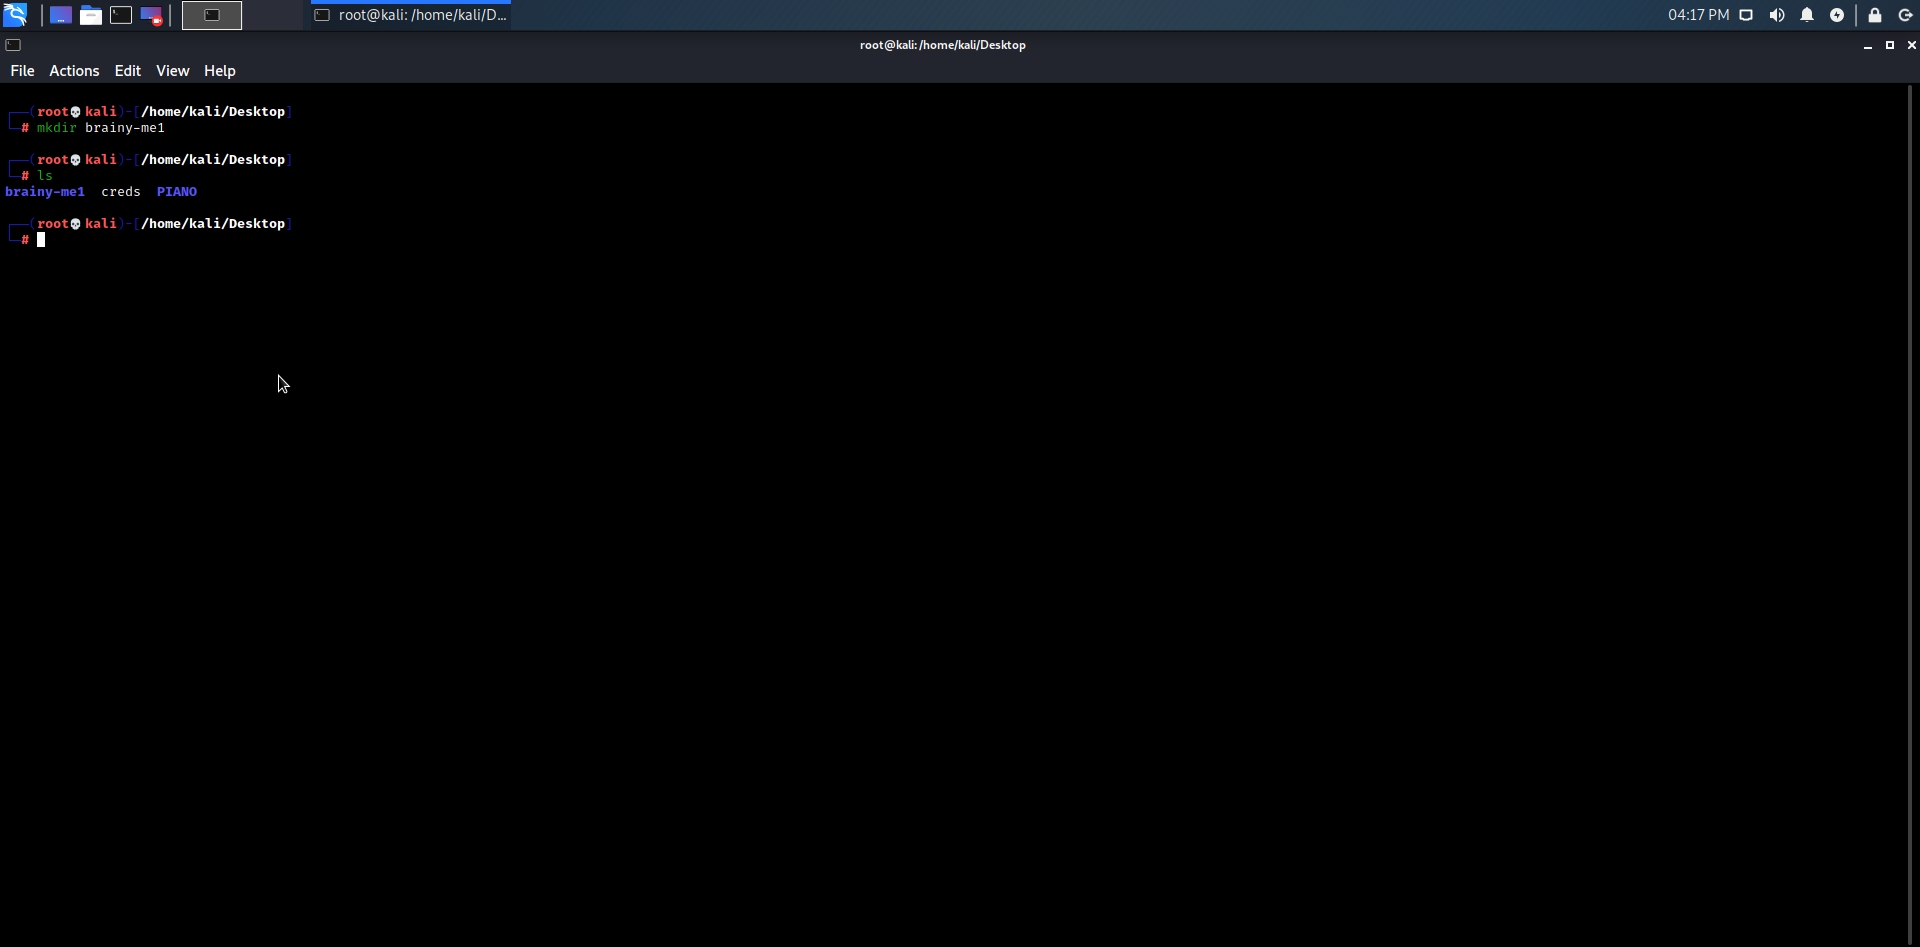 root@kali: /home/kali/D...
04:17 PM
root@kali:/home/kali/Desktop
File Actions Edit View Help
┌──(root💀kali)-[/home/kali/Desktop]
└─# mkdir brainy-me1
┌──(root💀kali)-[/home/kali/Desktop]
└─# ls
brainy-me1  creds  PIANO
┌──(root💀kali)-[/home/kali/Desktop]
└─#